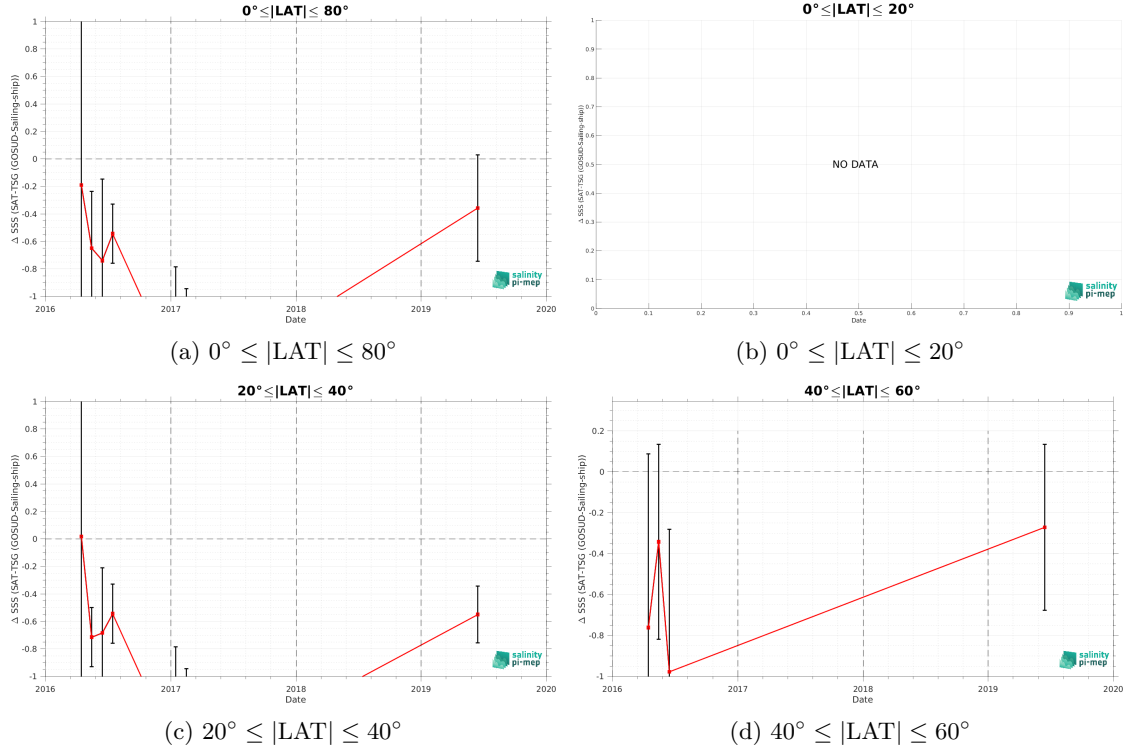 0°≤|LAT|≤ 80°
Δ SSS (SAT-TSG (GOSUD-Sailing-ship))
1
0.8
0.6
0.4
0.2
0
-0.2
-0.4
-0.6
-0.8
-1
2016 2017 2018 2019 2020
Date
salinity
pi-mep
(a) 0° ≤ |LAT| ≤ 80°
0°≤|LAT|≤ 20°
Δ SSS (SAT-TSG (GOSUD-Sailing-ship))
1
0.9
0.8
0.7
0.6
0.5
0.4
0.3
0.2
0.1
0
NO DATA
0 0.1 0.2 0.3 0.4 0.5 0.6 0.7 0.8 0.9 1
Date
salinity
pi-mep
(b) 0° ≤ |LAT| ≤ 20°
20°≤|LAT|≤ 40°
Δ SSS (SAT-TSG (GOSUD-Sailing-ship))
1
0.8
0.6
0.4
0.2
0
-0.2
-0.4
-0.6
-0.8
-1
2016 2017 2018 2019 2020
Date
salinity
pi-mep
(c) 20° ≤ |LAT| ≤ 40°
40°≤|LAT|≤ 60°
Δ SSS (SAT-TSG (GOSUD-Sailing-ship))
0.2
0
-0.2
-0.4
-0.6
-0.8
-1
2016 2017 2018 2019 2020
Date
salinity
pi-mep
(d) 40° ≤ |LAT| ≤ 60°